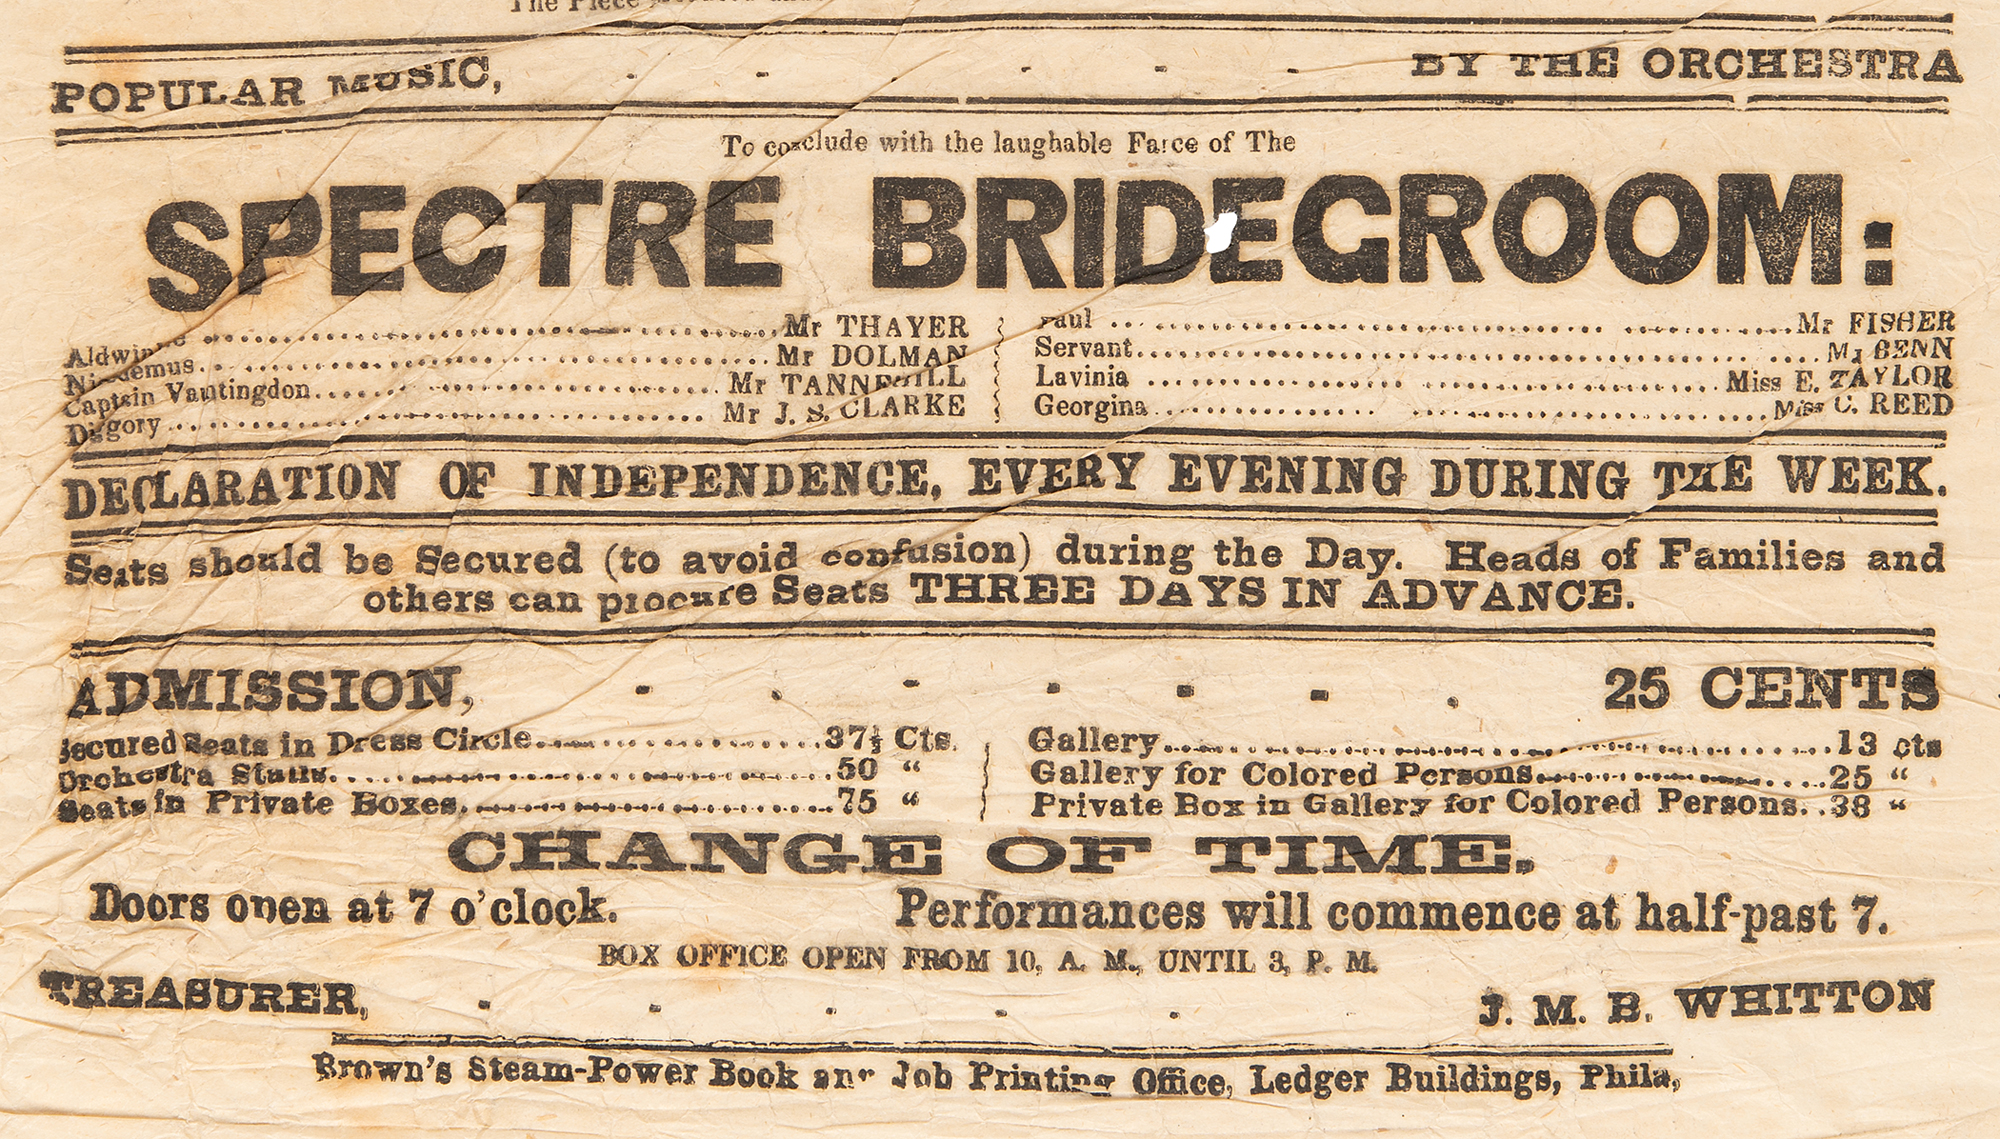 The Piece
POPULAR MUSIC, - - - - - - BY THE ORCHESTRA
To conclude with the laughable Farce of The
SPECTRE BRIDEGROOM:
Aldwinkle ........ Mr THAYER
Nicodemus ........ Mr DOLMAN
Captain Vautingdon ........ Mr TANNEHILL
Diggory ........ Mr J. S. CLARKE
Paul ........ Mr FISHER
Servant ........ Mr BENN
Lavinia ........ Miss E. TAYLOR
Georgina ........ Miss C. REED
DECLARATION OF INDEPENDENCE, EVERY EVENING DURING THE WEEK.
Seats should be Secured (to avoid confusion) during the Day. Heads of Families and
others can procure Seats THREE DAYS IN ADVANCE.
ADMISSION, - - - - - - - 25 CENTS
Secured Seats in Dress Circle ........ 37½ Cts.
Orchestra Stalls ........ 50 "
Seats in Private Boxes ........ 75 "
Gallery ........ 13 cts
Gallery for Colored Persons ........ 25 "
Private Box in Gallery for Colored Persons. . 38 "
CHANGE OF TIME.
Doors open at 7 o'clock. Performances will commence at half-past 7.
BOX OFFICE OPEN FROM 10, A. M., UNTIL 3, P. M.
TREASURER, - - - - - - J. M. B. WHITTON
Brown's Steam-Power Book and Job Printing Office, Ledger Buildings, Phila,